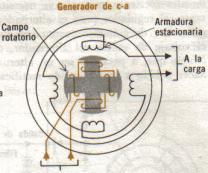 Generador de c-a
Armadura
estacionaria
Campo
rotatorio
A la
carga
a